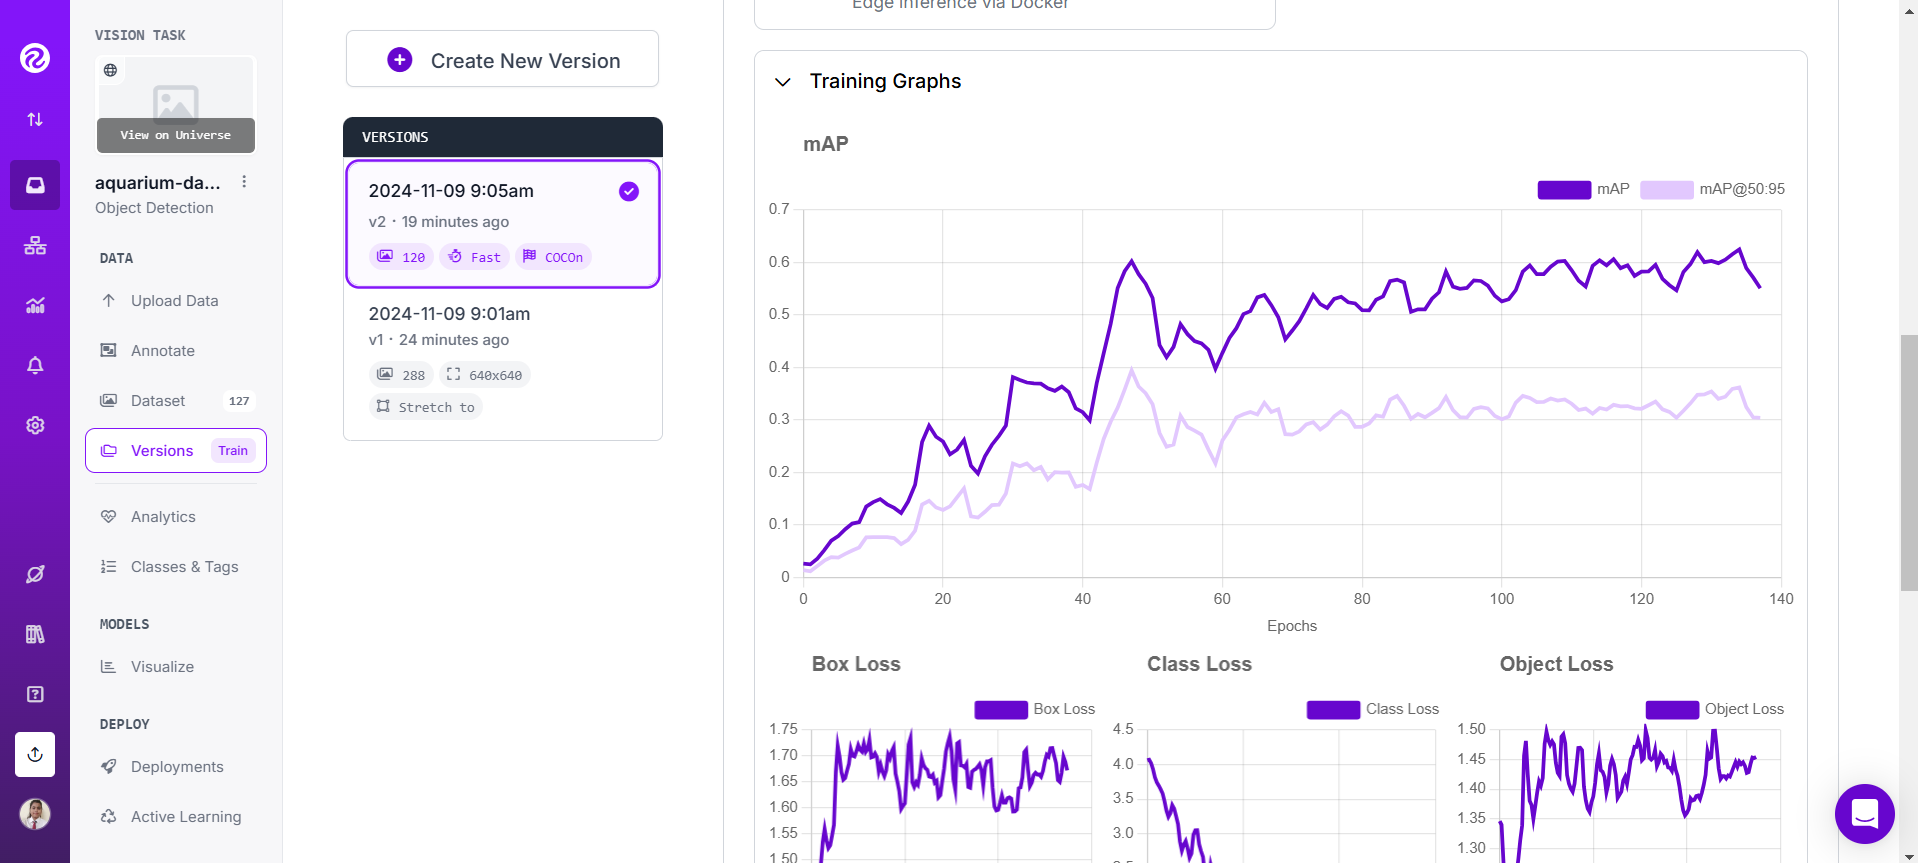 VISION TASK
View on Universe
aquarium-da...
Object Detection
DATA
Upload Data
Annotate
Dataset 127
Versions Train
Analytics
Classes & Tags
MODELS
Visualize
DEPLOY
Deployments
Active Learning
Create New Version
VERSIONS
2024-11-09 9:05am
v2 · 19 minutes ago
120 Fast COCOn
2024-11-09 9:01am
v1 · 24 minutes ago
288 640x640
Stretch to
Edge Inference via Docker
Training Graphs
mAP
mAP mAP@50:95
0.7
0.6
0.5
0.4
0.3
0.2
0.1
0
0 20 40 60 80 100 120 140
Epochs
Box Loss
Box Loss
1.75
1.70
1.65
1.60
1.55
1.50
Class Loss
Class Loss
4.5
4.0
3.5
3.0
Object Loss
Object Loss
1.50
1.45
1.40
1.35
1.30